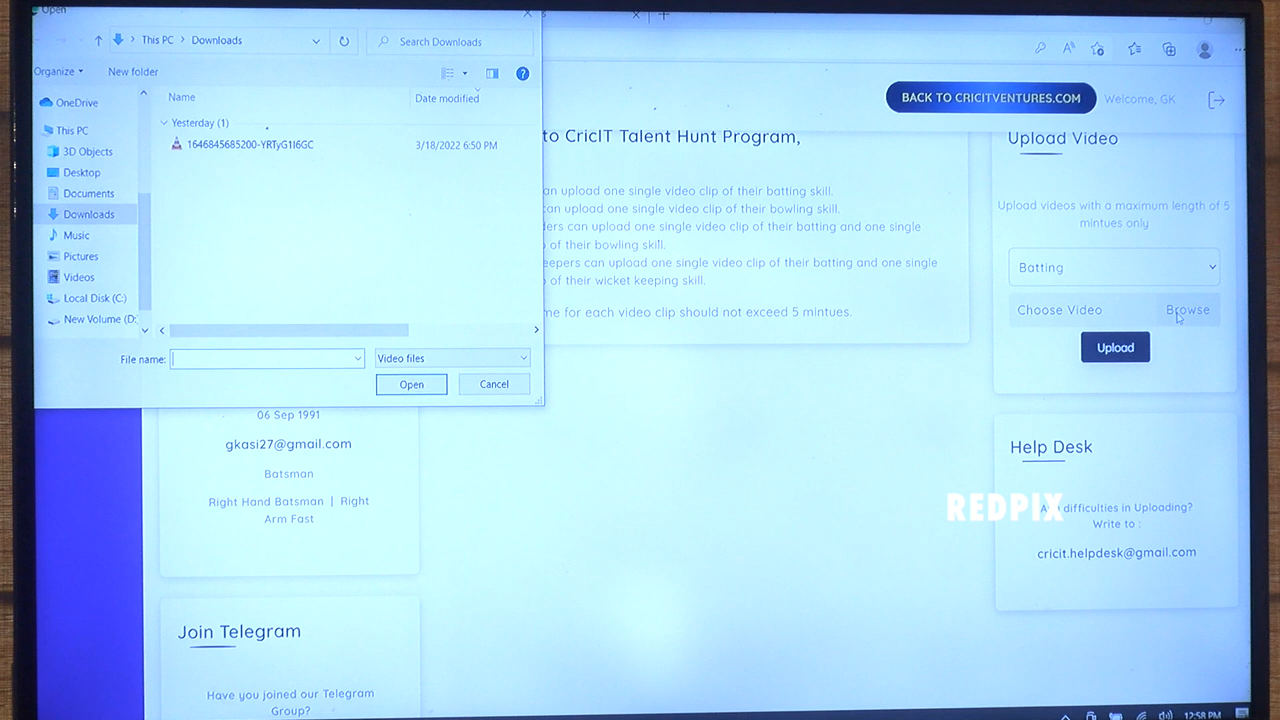 Open
This PC > Downloads
Search Downloads
Organize
New folder
Name
Date modified
OneDrive
This PC
3D Objects
Desktop
Documents
Downloads
Music
Pictures
Videos
Local Disk (C:)
New Volume (D:
Yesterday (1)
1646845685200-YRTyG1I6GC
3/18/2022 6:50 PM
File name:
Video files
Open
Cancel
BACK TO CRICITVENTURES.COM
Welcome, GK
to CricIT Talent Hunt Program,
an upload one single video clip of their batting skill.
can upload one single video clip of their bowling skill.
ders can upload one single video clip of their batting and one single
of their bowling skill.
eepers can upload one single video clip of their batting and one single
of their wicket keeping skill.
me for each video clip should not exceed 5 mintues.
Upload Video
Upload videos with a maximum length of 5
mintues only
Batting
Choose Video
Browse
Upload
06 Sep 1991
gkasi27@gmail.com
Batsman
Right Hand Batsman | Right
Arm Fast
Help Desk
REDPIX
difficulties in Uploading?
Write to :
cricit.helpdesk@gmail.com
Join Telegram
Have you joined our Telegram
Group?
12:58 PM